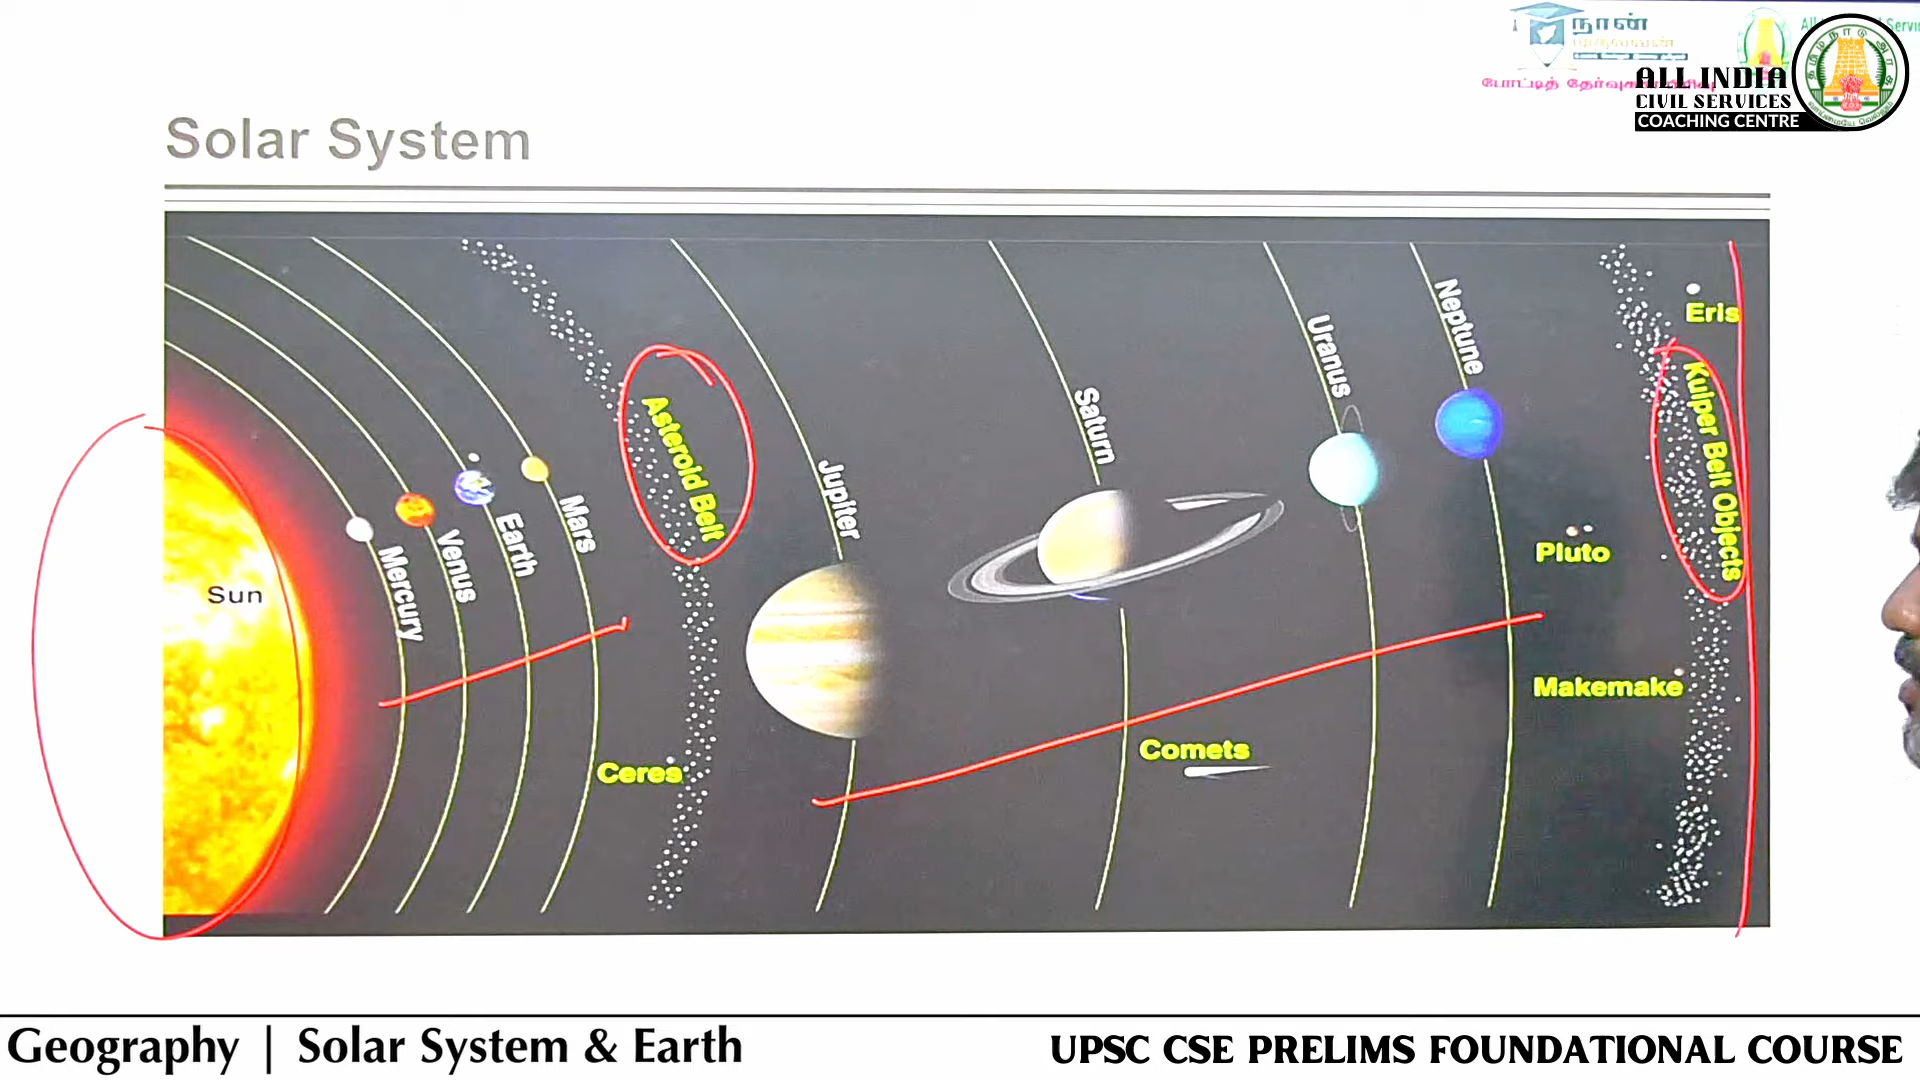 நான்
போட்டித்
ALL INDIA
CIVIL SERVICES
COACHING CENTRE
Solar System
Eris
Neptune
Uranus
Kuiper Belt Objects
Saturn
Asteroid Belt
Jupiter
Mars
Earth
Venus
Mercury
Pluto
Sun
Makemake
Comets
Ceres
Geography | Solar System & Earth
UPSC CSE PRELIMS FOUNDATIONAL COURSE